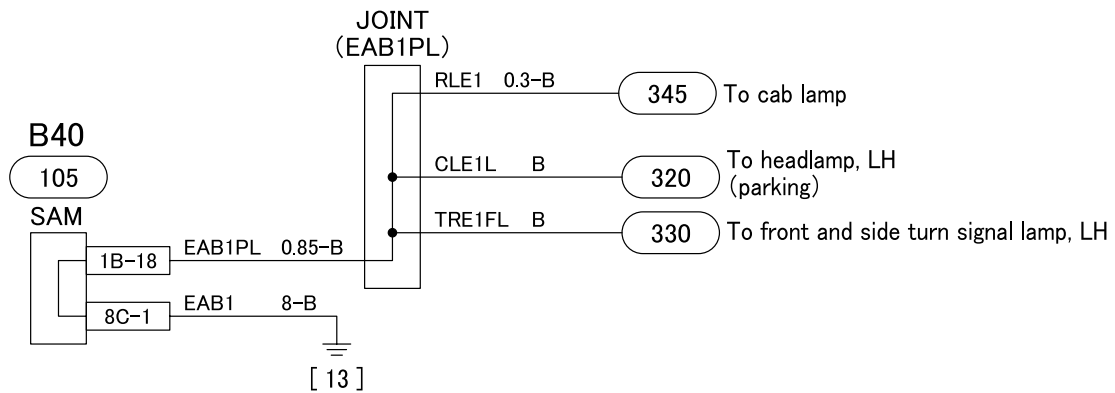 JOINT
(EAB1PL)
RLE1 0.3-B
345
To cab lamp
B40
105
SAM
CLE1L B
320
To headlamp, LH
(parking)
TRE1FL B
330
To front and side turn signal lamp, LH
1B-18
EAB1PL 0.85-B
8C-1
EAB1 8-B
[ 13 ]